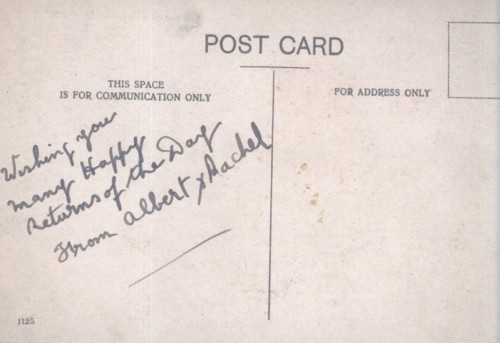 POST CARD
THIS SPACE
IS FOR COMMUNICATION ONLY
FOR ADDRESS ONLY
Wishing you
many Happy
Returns of the Day
From Albert & Rachel
1125